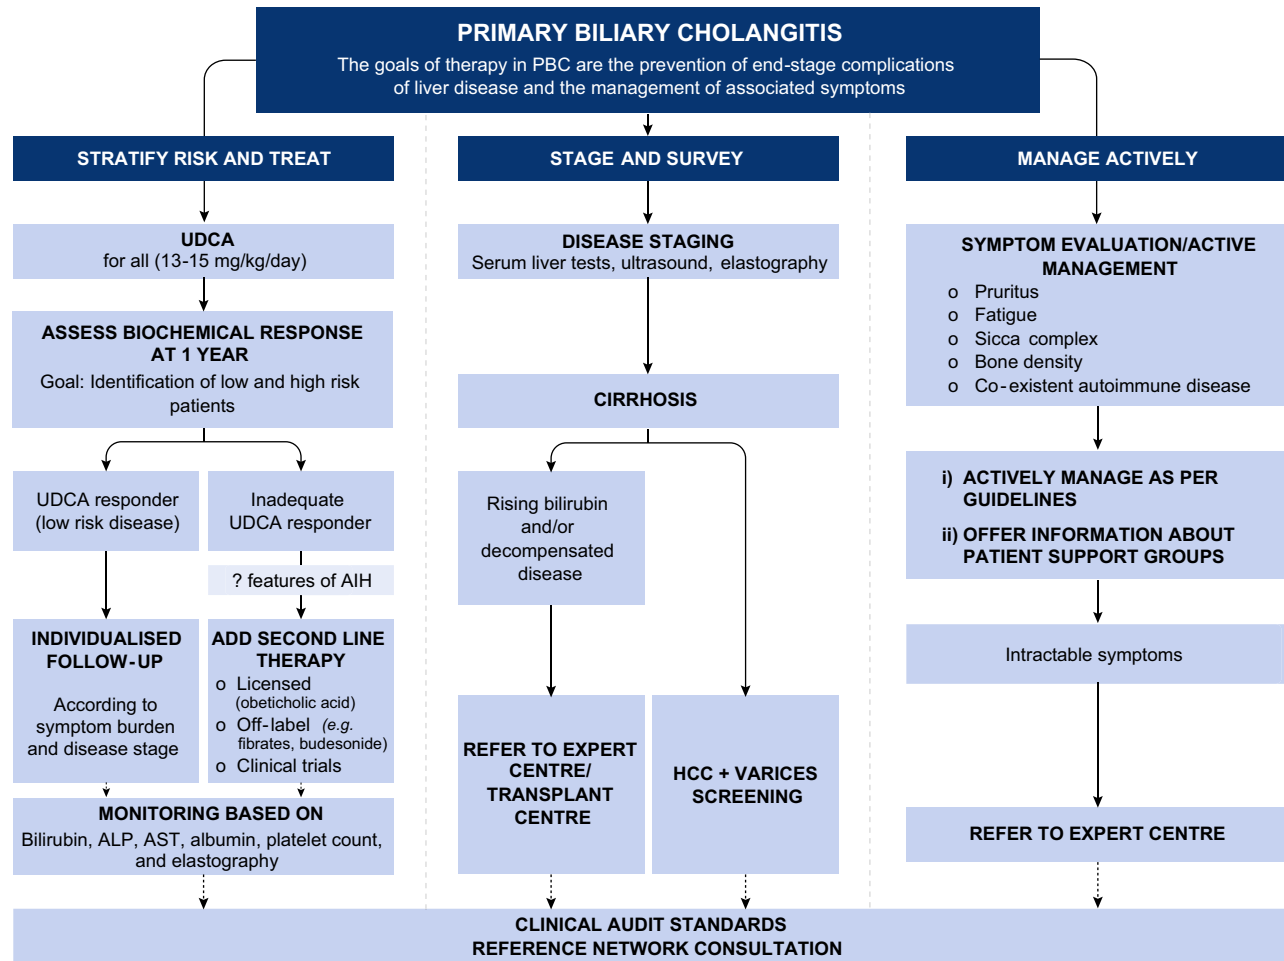 PRIMARY BILIARY CHOLANGITIS
The goals of therapy in PBC are the prevention of end-stage complications
of liver disease and the management of associated symptoms
STRATIFY RISK AND TREAT
UDCA
for all (13-15 mg/kg/day)
ASSESS BIOCHEMICAL RESPONSE
AT 1 YEAR
Goal: Identification of low and high risk
patients
UDCA responder
(low risk disease)
Inadequate
UDCA responder
? features of AIH
INDIVIDUALISED
FOLLOW-UP
According to
symptom burden
and disease stage
ADD SECOND LINE
THERAPY
o Licensed
(obeticholic acid)
o Off-label (e.g.
fibrates, budesonide)
o Clinical trials
MONITORING BASED ON
Bilirubin, ALP, AST, albumin, platelet count,
and elastography
STAGE AND SURVEY
DISEASE STAGING
Serum liver tests, ultrasound, elastography
CIRRHOSIS
Rising bilirubin
and/or
decompensated
disease
REFER TO EXPERT
CENTRE/
TRANSPLANT
CENTRE
HCC + VARICES
SCREENING
MANAGE ACTIVELY
SYMPTOM EVALUATION/ACTIVE
MANAGEMENT
o Pruritus
o Fatigue
o Sicca complex
o Bone density
o Co-existent autoimmune disease
i) ACTIVELY MANAGE AS PER
GUIDELINES
ii) OFFER INFORMATION ABOUT
PATIENT SUPPORT GROUPS
Intractable symptoms
REFER TO EXPERT CENTRE
CLINICAL AUDIT STANDARDS
REFERENCE NETWORK CONSULTATION